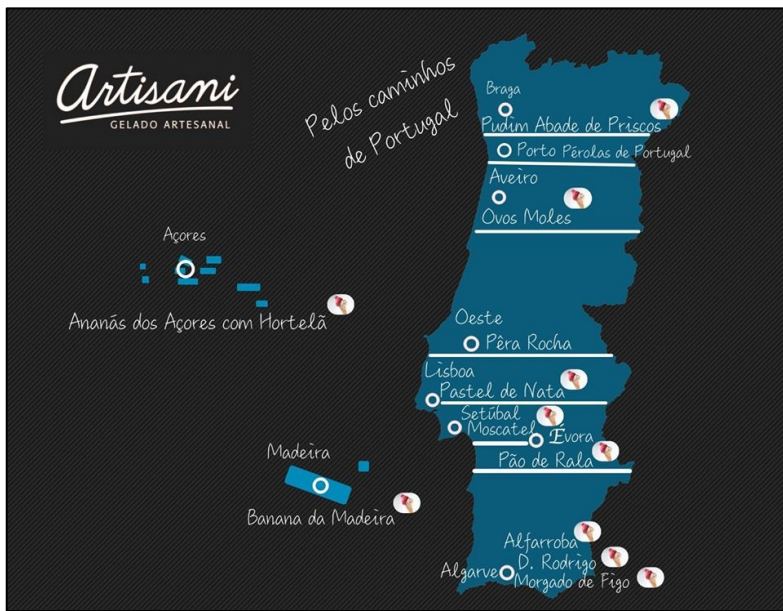 Artisani
GELADO ARTESANAL
Pelos caminhos
de Portugal
Braga
Pudim Abade de Priscos
Porto Pérolas de Portugal
Aveiro
Ovos Moles
Açores
Ananás dos Açores com Hortelã
Oeste
Pêra Rocha
Lisboa
Pastel de Nata
Setúbal
Moscatel
Évora
Pão de Rala
Madeira
Banana da Madeira
Alfarroba
D. Rodrigo
Algarve
Morgado de Figo